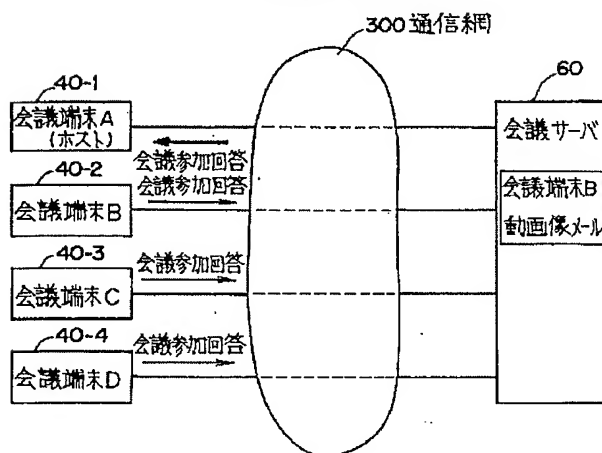 300 通信網
40-1
会議端末A
(ホスト)
会議参加回答
会議参加回答
40-2
会議端末B
40-3
会議端末C
会議参加回答
40-4
会議端末D
会議参加回答
60
会議サーバ
会議端末B
動画像メール